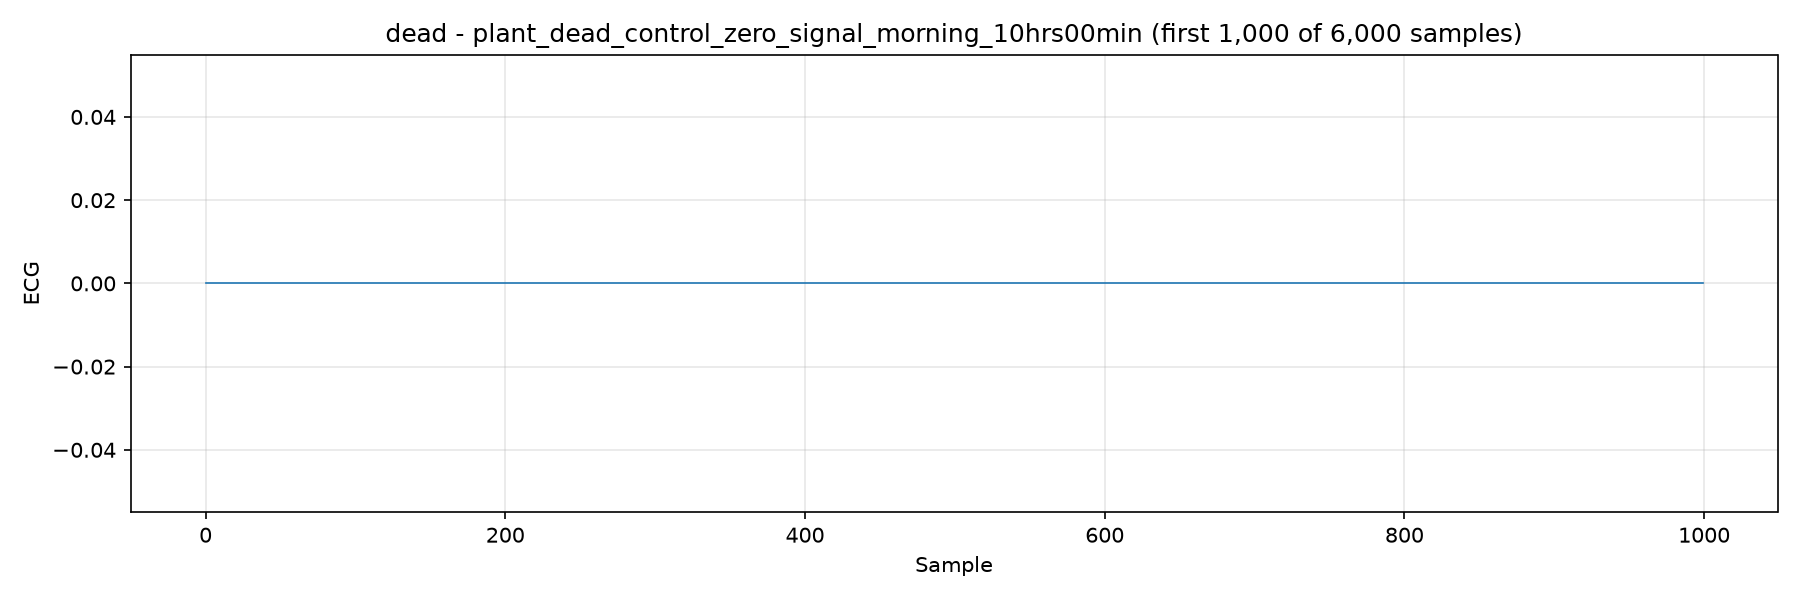 dead - plant_dead_control_zero_signal_morning_10hrs00min (first 1,000 of 6,000 samples)
ECG
0.04
0.02
0.00
−0.02
−0.04
0 200 400 600 800 1000
Sample